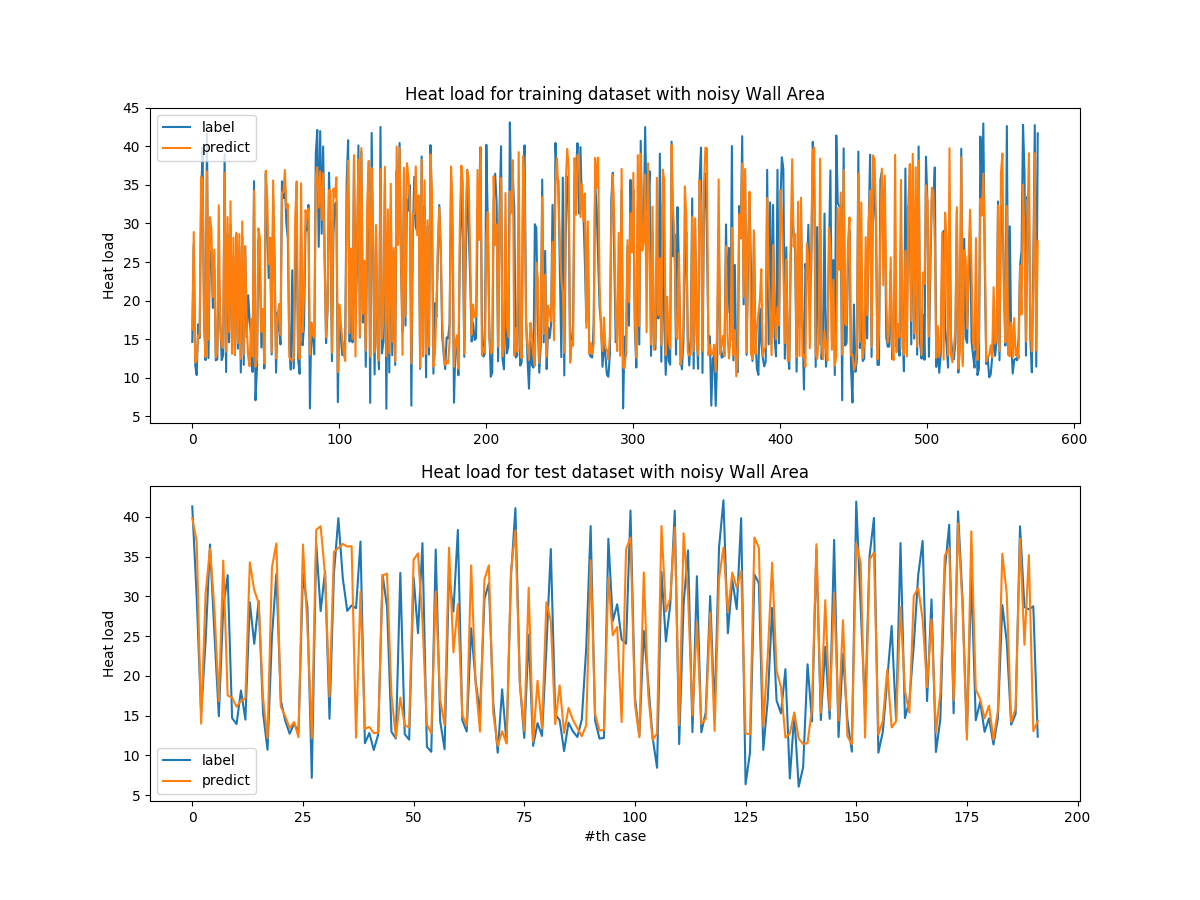 Heat load for training dataset with noisy Wall Area
45
40
35
30
25
20
15
10
5
Heat load
label
predict
0 100 200 300 400 500 600
Heat load for test dataset with noisy Wall Area
40
35
30
25
20
15
10
5
Heat load
label
predict
0 25 50 75 100 125 150 175 200
#th case